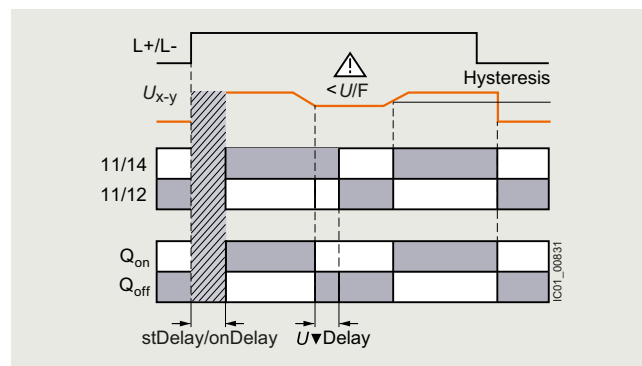 L+/L-
Hysteresis
Ux-y
<U/F
11/14
11/12
Qon
Qoff
IC01_00831
stDelay/onDelay
U▼Delay